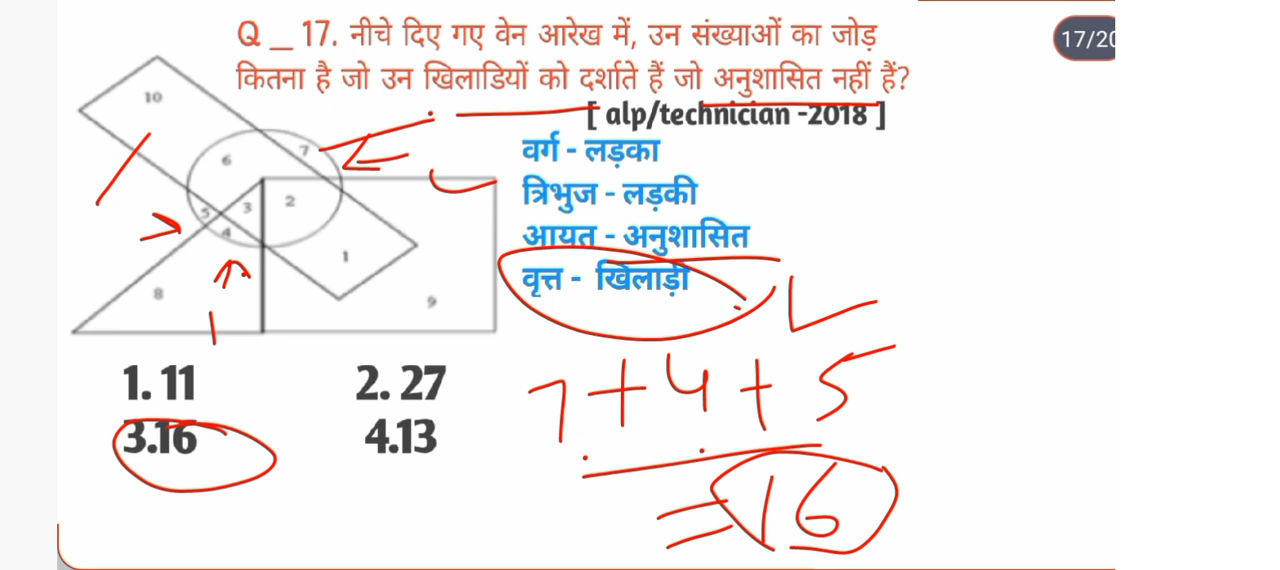 Q _ 17. नीचे दिए गए वेन आरेख में, उन संख्याओं का जोड़
17/20
कितना है जो उन खिलाडियों को दर्शाते हैं जो अनुशासित नहीं हैं?
[ alp/technician -2018 ]
वर्ग - लड़का
त्रिभुज - लड़की
आयत - अनुशासित
वृत्त - खिलाड़ी
10
6
7
5
3
2
4
1
8
9
1. 11
2. 27
3.16
4.13
7+4+5
=16